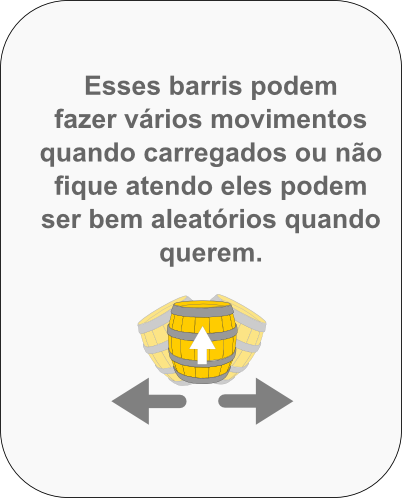 Esses barris podem
fazer vários movimentos
quando carregados ou não
fique atendo eles podem
ser bem aleatórios quando
querem.